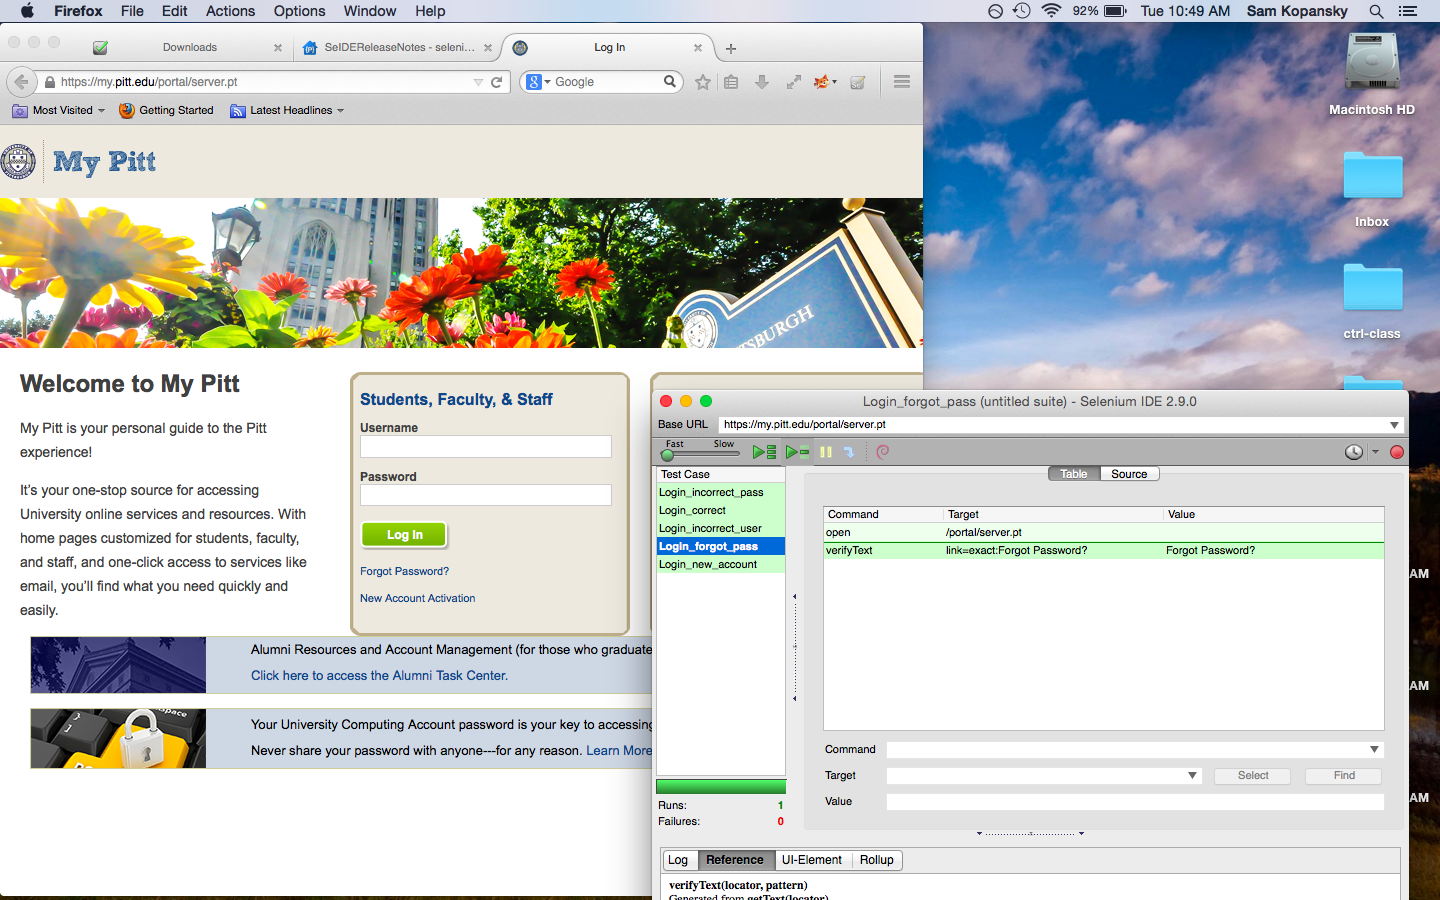 Firefox File Edit Actions Options Window Help 92% Tue 10:49 AM Sam Kopansky
Downloads SeIDEReleaseNotes - seleni... Log In
https://my.pitt.edu/portal/server.pt Google
Most Visited Getting Started Latest Headlines
My Pitt
Welcome to My Pitt
My Pitt is your personal guide to the Pitt
experience!
It's your one-stop source for accessing
University online services and resources. With
home pages customized for students, faculty,
and staff, and one-click access to services like
email, you'll find what you need quickly and
easily.
Students, Faculty, & Staff
Username
Password
Log In
Forgot Password?
New Account Activation
Alumni Resources and Account Management (for those who graduate
Click here to access the Alumni Task Center.
Your University Computing Account password is your key to accessing
Never share your password with anyone---for any reason. Learn More
Macintosh HD
Inbox
ctrl-class
AM
AM
AM
Login_forgot_pass (untitled suite) - Selenium IDE 2.9.0
Base URL https://my.pitt.edu/portal/server.pt
Fast Slow
Test Case
Login_incorrect_pass
Login_correct
Login_incorrect_user
Login_forgot_pass
Login_new_account
Runs: 1
Failures: 0
Table Source
Command Target Value
open /portal/server.pt
verifyText link=exact:Forgot Password? Forgot Password?
Command
Target Select Find
Value
Log Reference UI-Element Rollup
verifyText(locator, pattern)
Generated from getText(locator)